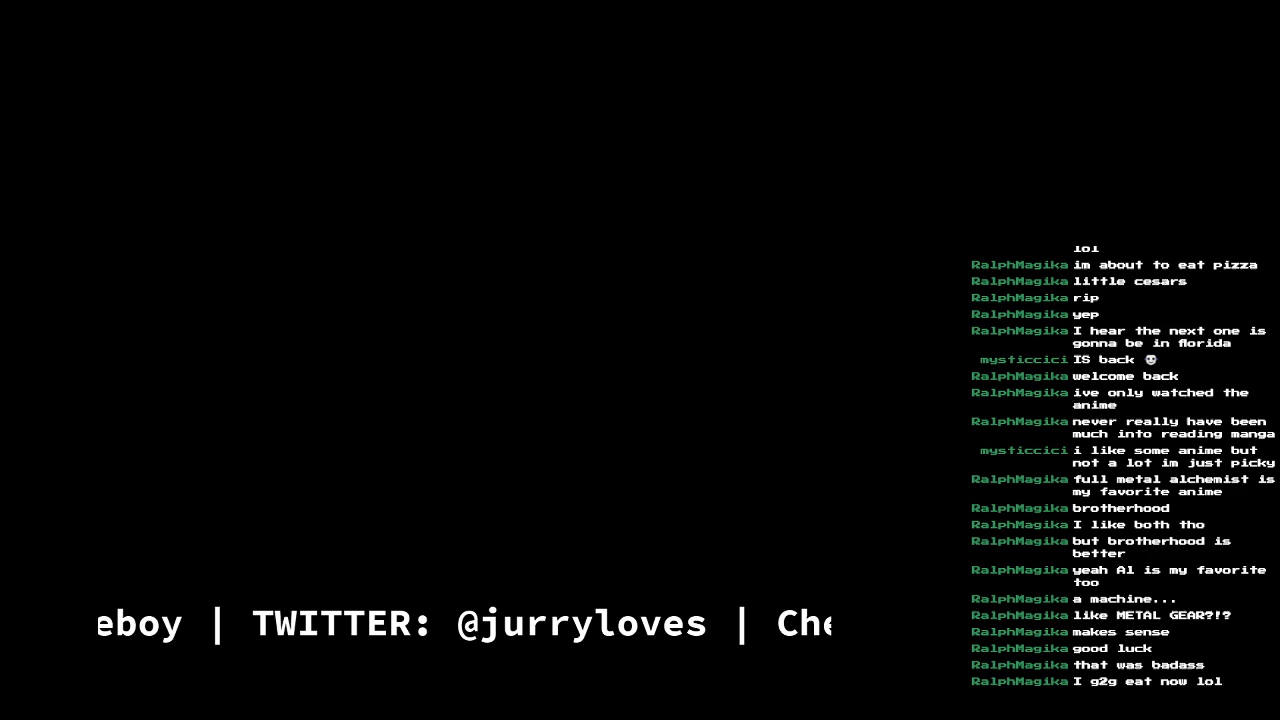 lol
RalphMagika im about to eat pizza
RalphMagika little cesars
RalphMagika rip
RalphMagika yep
RalphMagika I hear the next one is
gonna be in florida
mysticcici IS back 💀
RalphMagika welcome back
RalphMagika ive only watched the
anime
RalphMagika never really have been
much into reading manga
mysticcici i like some anime but
not a lot im just picky
RalphMagika full metal alchemist is
my favorite anime
RalphMagika brotherhood
RalphMagika I like both tho
RalphMagika but brotherhood is
better
RalphMagika yeah Al is my favorite
too
RalphMagika a machine...
RalphMagika like METAL GEAR?!?
RalphMagika makes sense
RalphMagika good luck
RalphMagika that was badass
RalphMagika I g2g eat now lol
eboy | TWITTER: @jurryloves | Che